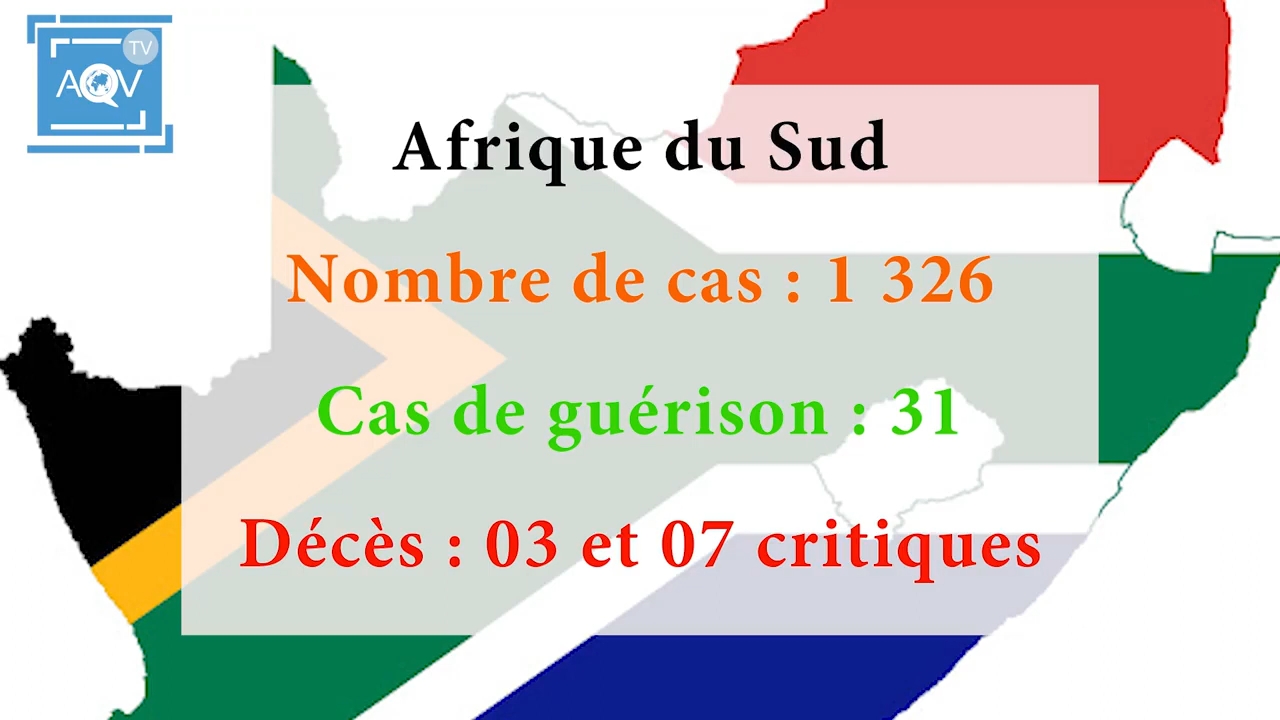 TV
AQV
Afrique du Sud
Nombre de cas : 1 326
Cas de guérison : 31
Décès : 03 et 07 critiques